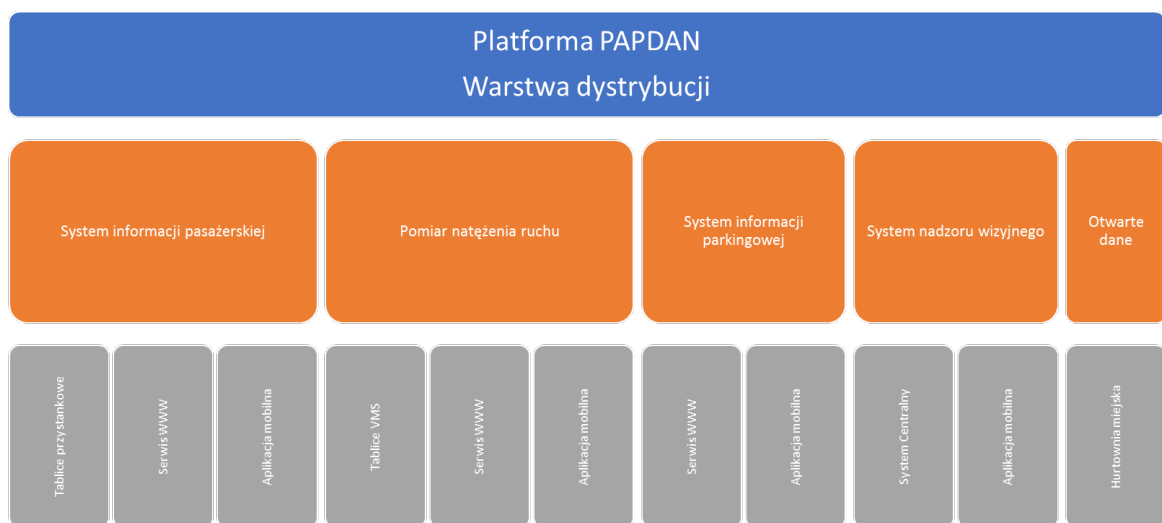 Platforma PAPDAN
Warstwa dystrybucji
System informacji pasażerskiej
Pomiar natężenia ruchu
System informacji
parkingowej
System nadzoru wizyjnego
Otwarte
dane
Tablice przystankowe
Serwis WWW
Aplikacja mobilna
Tablice VMS
Serwis WWW
Aplikacja mobilna
Serwis WWW
Aplikacja mobilna
System Centralny
Aplikacja mobilna
Hurtownia miejska